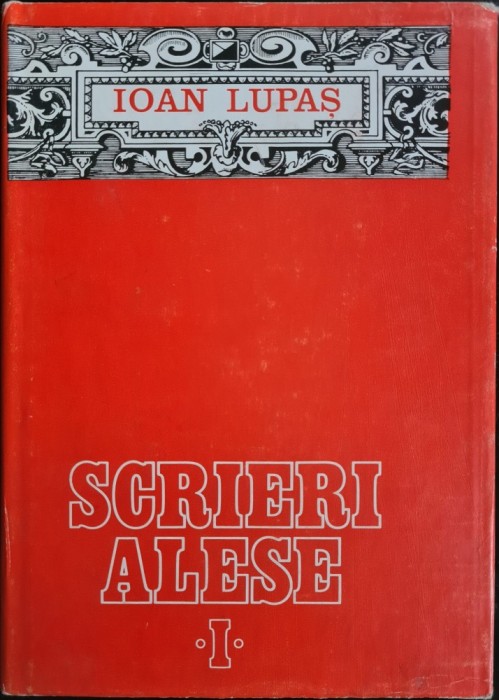 IOAN LUPAȘ
SCRIERI
ALESE
·I·